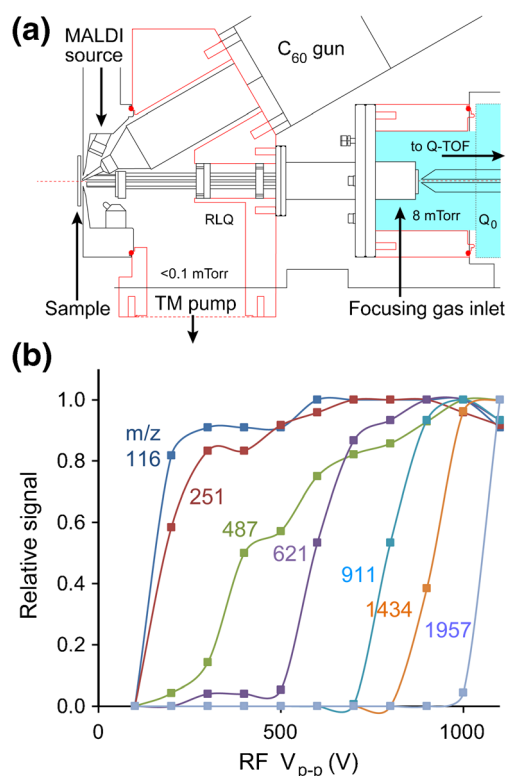 (a)
MALDI
source
C60 gun
to Q-TOF
RLQ
8 mTorr
Q0
<0.1 mTorr
Sample
TM pump
Focusing gas inlet
(b)
1.0
m/z
116
0.8
251
487
0.6
621
911
0.4
1434
1957
0.2
0.0
Relative signal
0
500
1000
RF Vp-p (V)